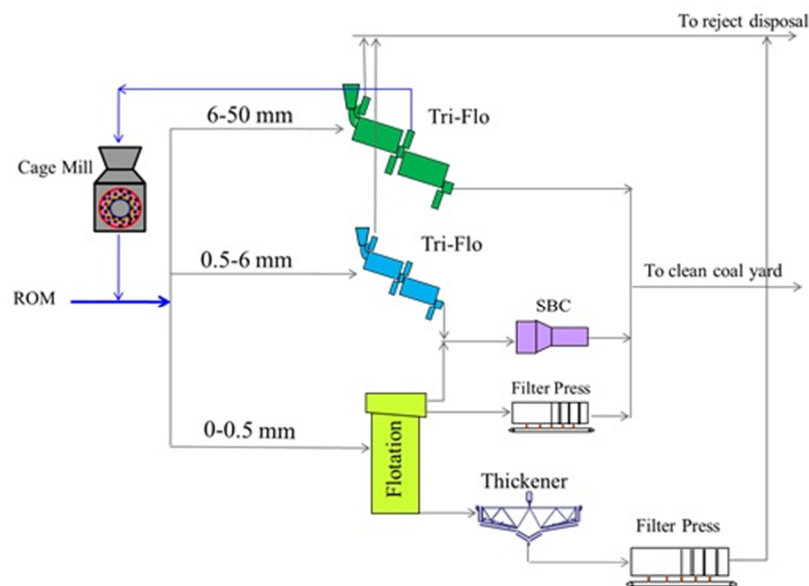 To reject disposal
6-50 mm
Tri-Flo
Cage Mill
0.5-6 mm
Tri-Flo
To clean coal yard
ROM
SBC
Filter Press
0-0.5 mm
Flotation
Thickener
Filter Press